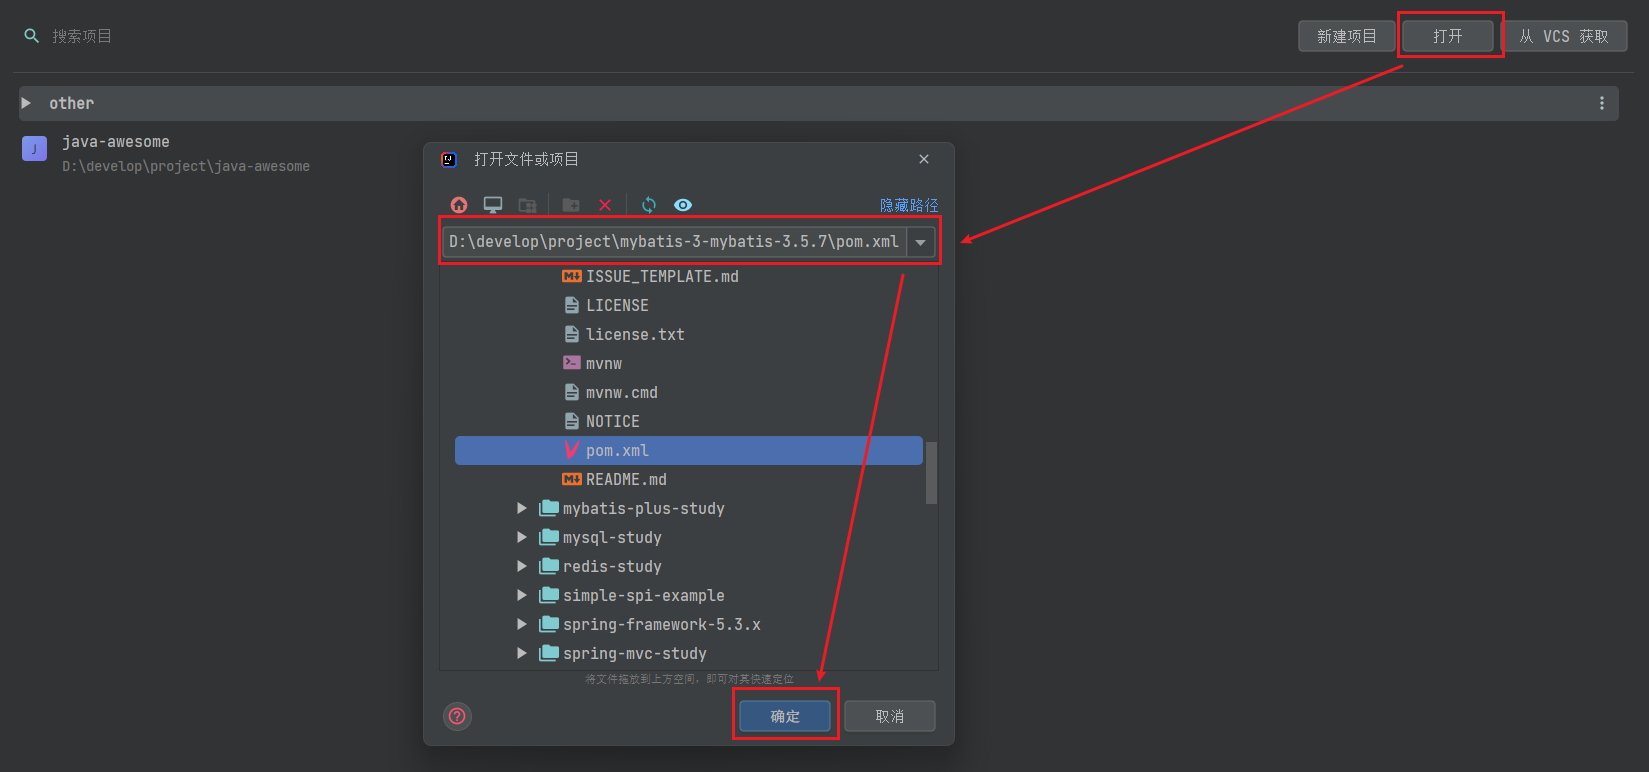 搜索项目
新建项目
打开
从 VCS 获取
other
J
java-awesome
D:\develop\project\java-awesome
打开文件或项目
隐藏路径
D:\develop\project\mybatis-3-mybatis-3.5.7\pom.xml
ISSUE_TEMPLATE.md
LICENSE
license.txt
mvnw
mvnw.cmd
NOTICE
pom.xml
README.md
mybatis-plus-study
mysql-study
redis-study
simple-spi-example
spring-framework-5.3.x
spring-mvc-study
将文件拖放到上方空间，即可对其快速定位
确定
取消